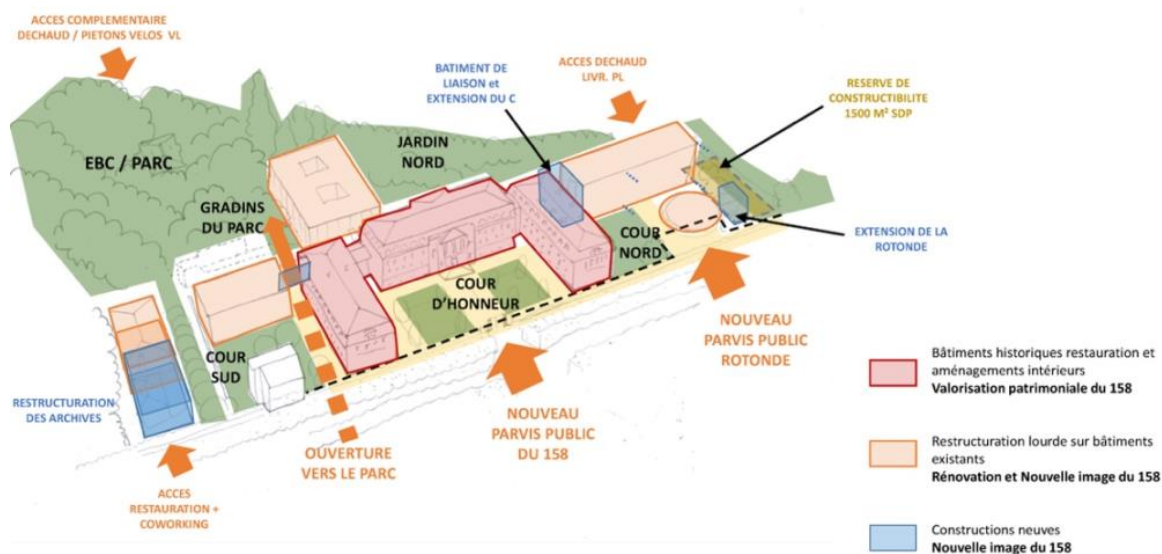 ACCES COMPLEMENTAIRE
DECHAUD / PIETONS VELOS VL
BATIMENT DE
LIAISON et
EXTENSION DU C
ACCES DECHAUD
LIVR. PL
RESERVE DE
CONSTRUCTIBILITE
1500 M² SDP
EBC / PARC
JARDIN
NORD
GRADINS
DU PARC
COUR
NORD
EXTENSION DE LA
ROTONDE
COUR
D'HONNEUR
COUR
SUD
NOUVEAU
PARVIS PUBLIC
ROTONDE
RESTRUCTURATION
DES ARCHIVES
OUVERTURE
VERS LE PARC
NOUVEAU
PARVIS PUBLIC
DU 158
ACCES
RESTAURATION +
COWORKING
Bâtiments historiques restauration et
aménagements intérieurs
Valorisation patrimoniale du 158
Restructuration lourde sur bâtiments
existants
Rénovation et Nouvelle image du 158
Constructions neuves
Nouvelle image du 158